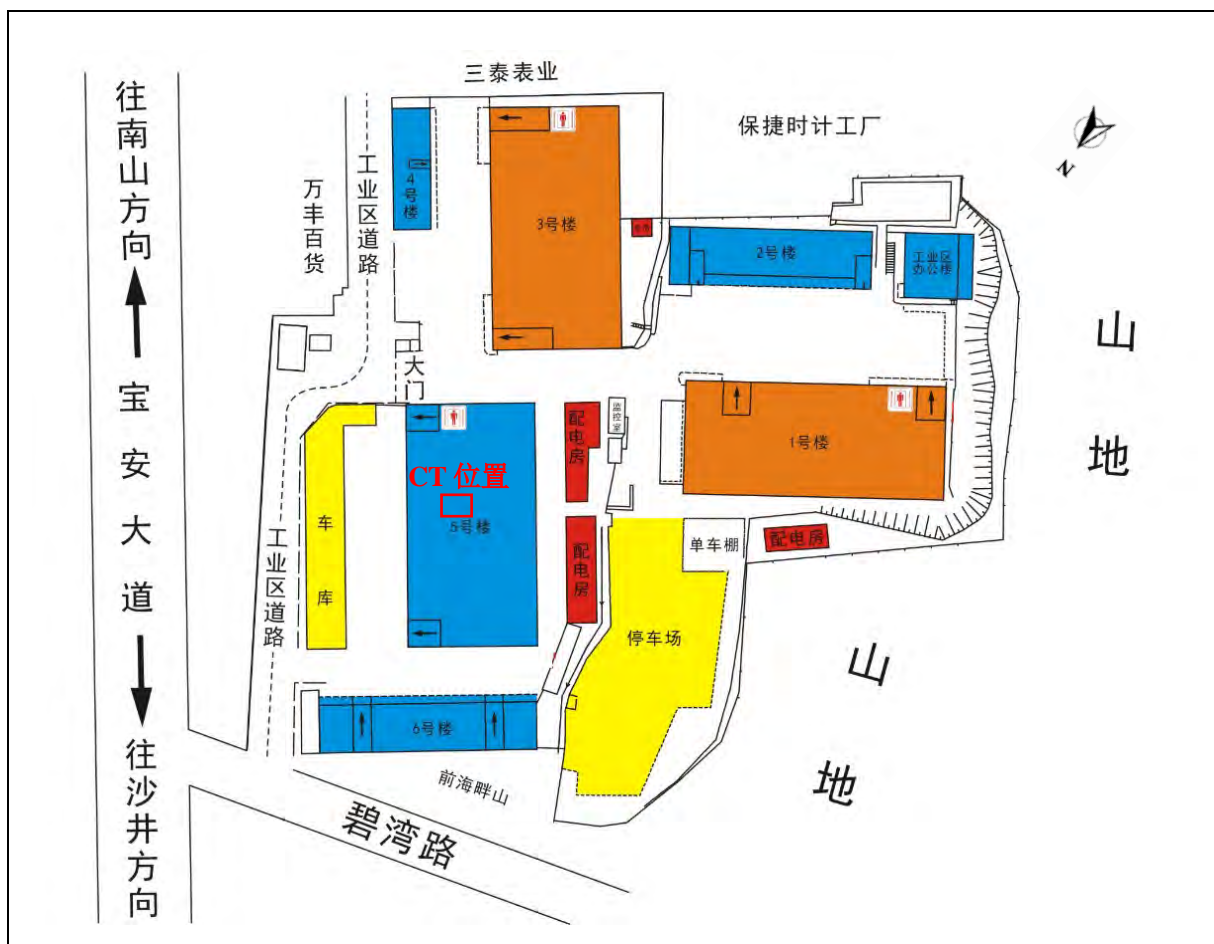 三泰表业
保捷时计工厂
N
往南山方向
宝安大道
往沙井方向
万丰百货
工业区道路
4号楼
3号楼
2号楼
工业区
办公楼
山地
大门
配电房
监控室
1号楼
CT 位置
5号楼
车库
工业区道路
配电房
单车棚
配电房
停车场
山地
6号楼
前海畔山
碧湾路